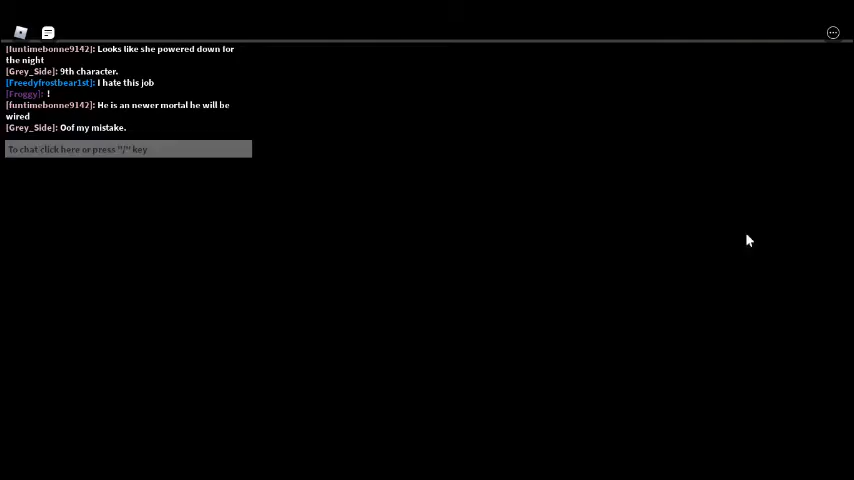 [funtimebonne9142]: Looks like she powered down for
the night
[Grey_Side]: 9th character.
[Freedyfrostbear1st]: I hate this job
[Froggy]: !
[funtimebonne9142]: He is an newer mortal he will be
wired
[Grey_Side]: Oof my mistake.
To chat click here or press "/" key